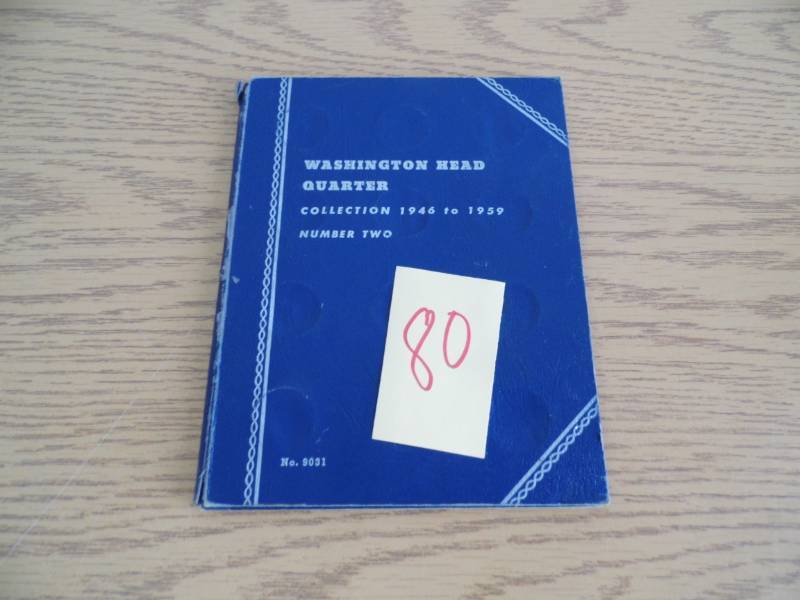 WASHINGTON HEAD
QUARTER
COLLECTION 1946 to 1959
NUMBER TWO
80
No. 9031